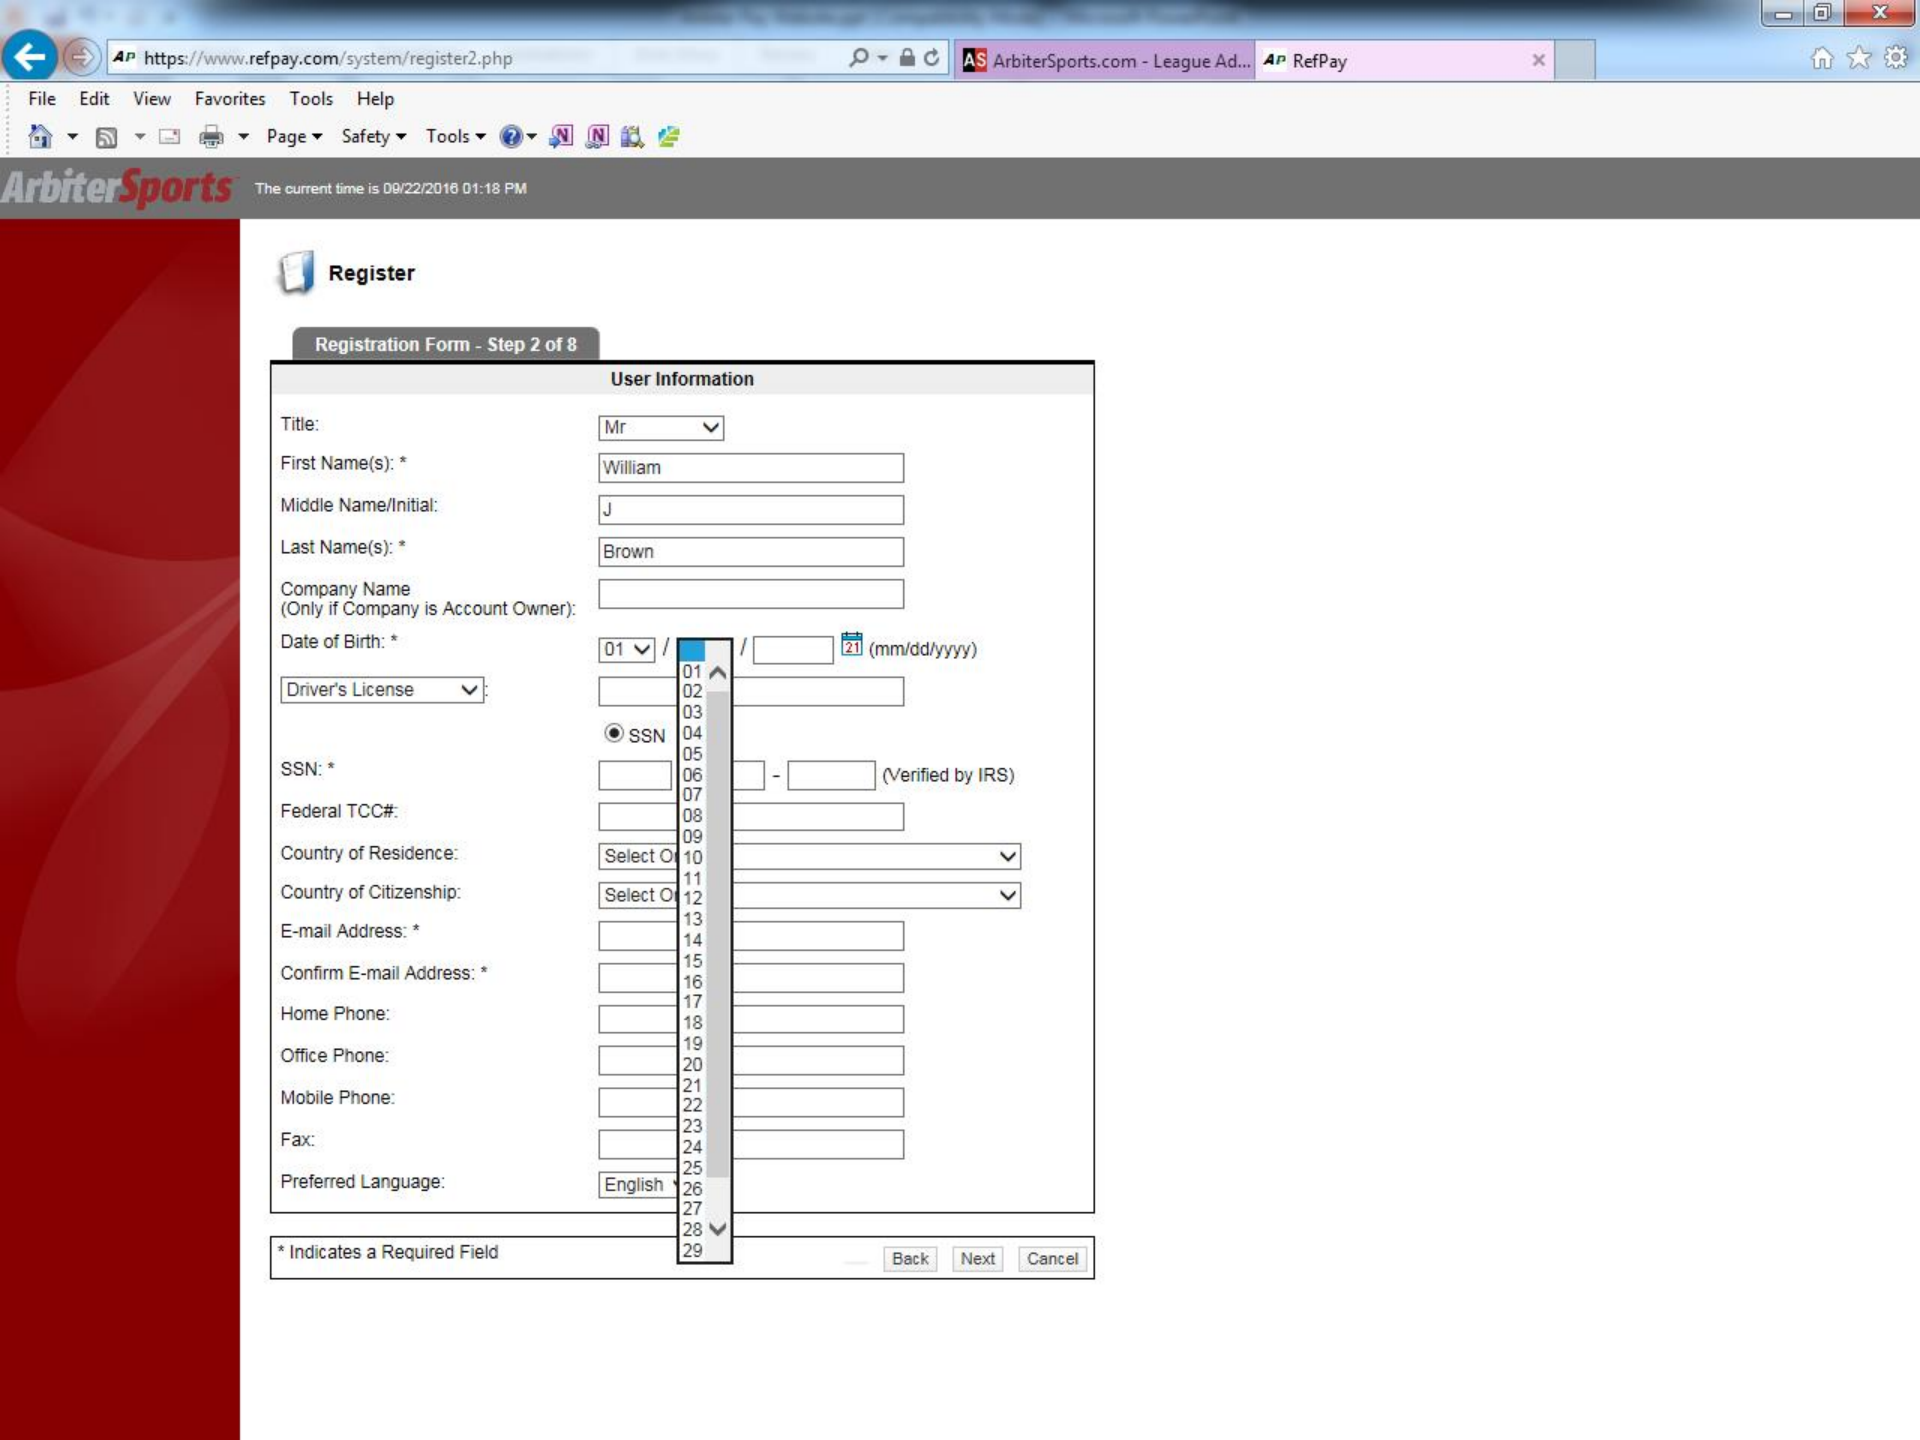 https://www.refpay.com/system/register2.php
AS ArbiterSports.com - League Ad...
AP RefPay
File Edit View Favorites Tools Help
Page Safety Tools
ArbiterSports The current time is 09/22/2016 01:18 PM
Register
Registration Form - Step 2 of 8
User Information
Title: Mr
First Name(s): * William
Middle Name/Initial: J
Last Name(s): * Brown
Company Name
(Only if Company is Account Owner):
Date of Birth: * 01 / / 21 (mm/dd/yyyy)
Driver's License :
SSN
SSN: * - (Verified by IRS)
Federal TCC#:
Country of Residence: Select O
Country of Citizenship: Select O
E-mail Address: *
Confirm E-mail Address: *
Home Phone:
Office Phone:
Mobile Phone:
Fax:
Preferred Language: English
01
02
03
04
05
06
07
08
09
10
11
12
13
14
15
16
17
18
19
20
21
22
23
24
25
26
27
28
29
* Indicates a Required Field
Back Next Cancel